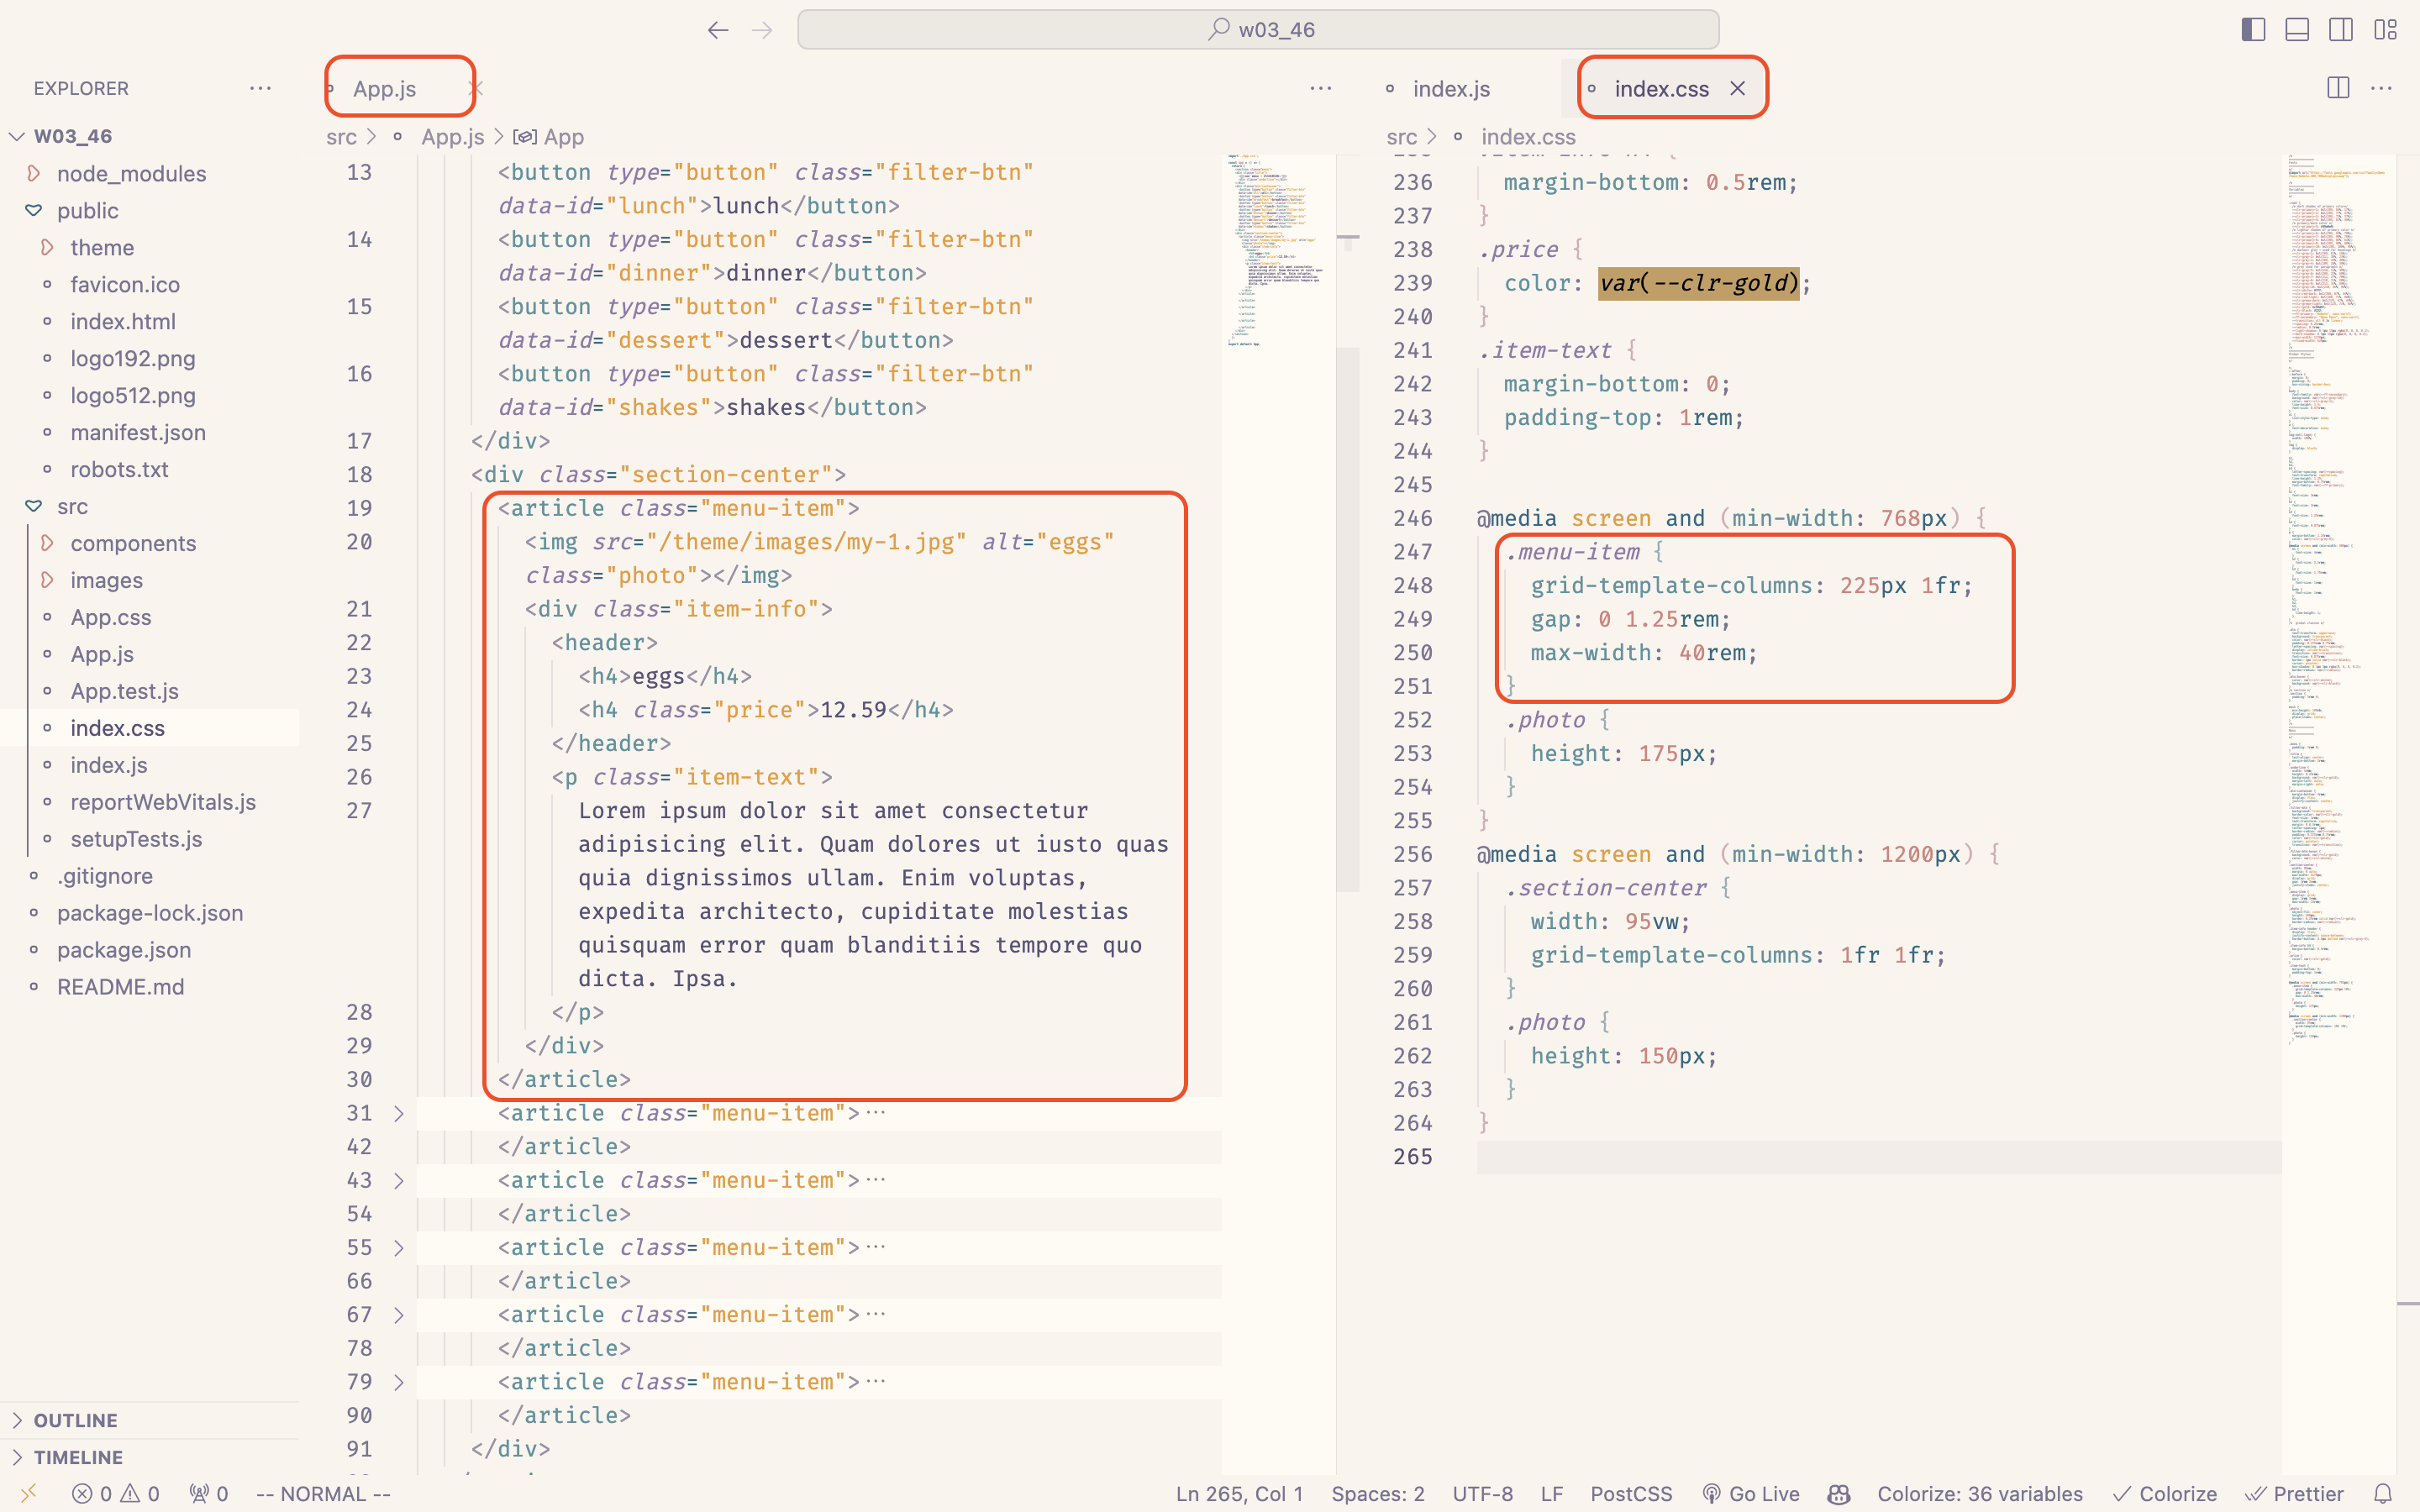 w03_46
EXPLORER
W03_46
node_modules
public
theme
favicon.ico
index.html
logo192.png
logo512.png
manifest.json
robots.txt
src
components
images
App.css
App.js
App.test.js
index.css
index.js
reportWebVitals.js
setupTests.js
.gitignore
package-lock.json
package.json
README.md
OUTLINE
TIMELINE
App.js
src > App.js > App
13 <button type="button" class="filter-btn"
data-id="lunch">lunch</button>
14 <button type="button" class="filter-btn"
data-id="dinner">dinner</button>
15 <button type="button" class="filter-btn"
data-id="dessert">dessert</button>
16 <button type="button" class="filter-btn"
data-id="shakes">shakes</button>
17 </div>
18 <div class="section-center">
19 <article class="menu-item">
20 <img src="/theme/images/my-1.jpg" alt="eggs"
class="photo"></img>
21 <div class="item-info">
22 <header>
23 <h4>eggs</h4>
24 <h4 class="price">12.59</h4>
25 </header>
26 <p class="item-text">
27 Lorem ipsum dolor sit amet consectetur
adipisicing elit. Quam dolores ut iusto quas
quia dignissimos ullam. Enim voluptas,
expedita architecto, cupiditate molestias
quisquam error quam blanditiis tempore quo
dicta. Ipsa.
28 </p>
29 </div>
30 </article>
31 <article class="menu-item">···
42 </article>
43 <article class="menu-item">···
54 </article>
55 <article class="menu-item">···
66 </article>
67 <article class="menu-item">···
78 </article>
79 <article class="menu-item">···
90 </article>
91 </div>
index.js
index.css
src > index.css
236 margin-bottom: 0.5rem;
237 }
238 .price {
239 color: var(--clr-gold);
240 }
241 .item-text {
242 margin-bottom: 0;
243 padding-top: 1rem;
244 }
245
246 @media screen and (min-width: 768px) {
247 .menu-item {
248 grid-template-columns: 225px 1fr;
249 gap: 0 1.25rem;
250 max-width: 40rem;
251 }
252 .photo {
253 height: 175px;
254 }
255 }
256 @media screen and (min-width: 1200px) {
257 .section-center {
258 width: 95vw;
259 grid-template-columns: 1fr 1fr;
260 }
261 .photo {
262 height: 150px;
263 }
264 }
265
0 0 0 -- NORMAL -- Ln 265, Col 1 Spaces: 2 UTF-8 LF PostCSS Go Live Colorize: 36 variables Colorize Prettier